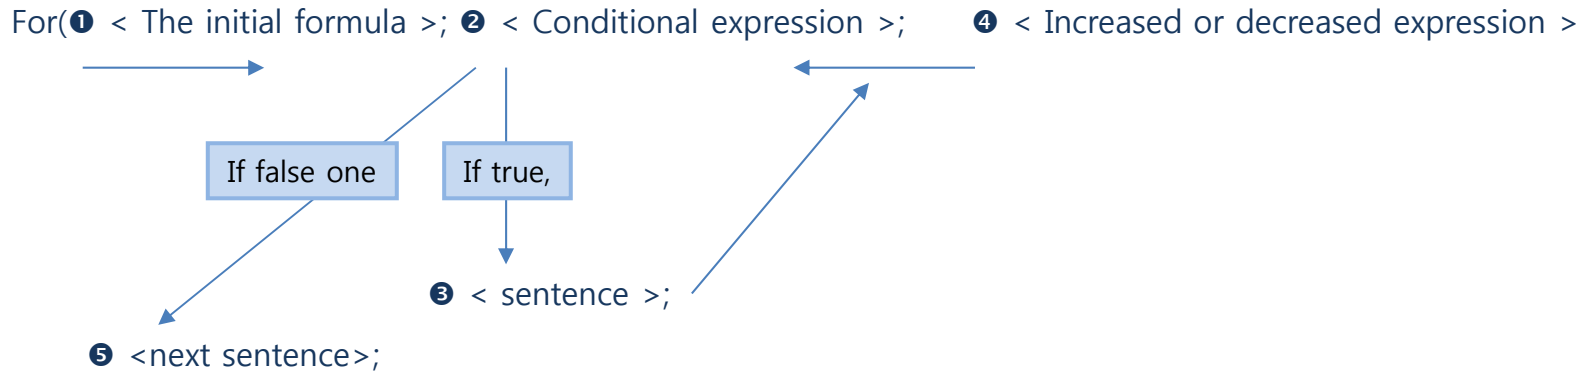 For(❶ < The initial formula >; ❷ < Conditional expression >; ❹ < Increased or decreased expression >
If false one
If true,
❸ < sentence >;
❺ <next sentence>;